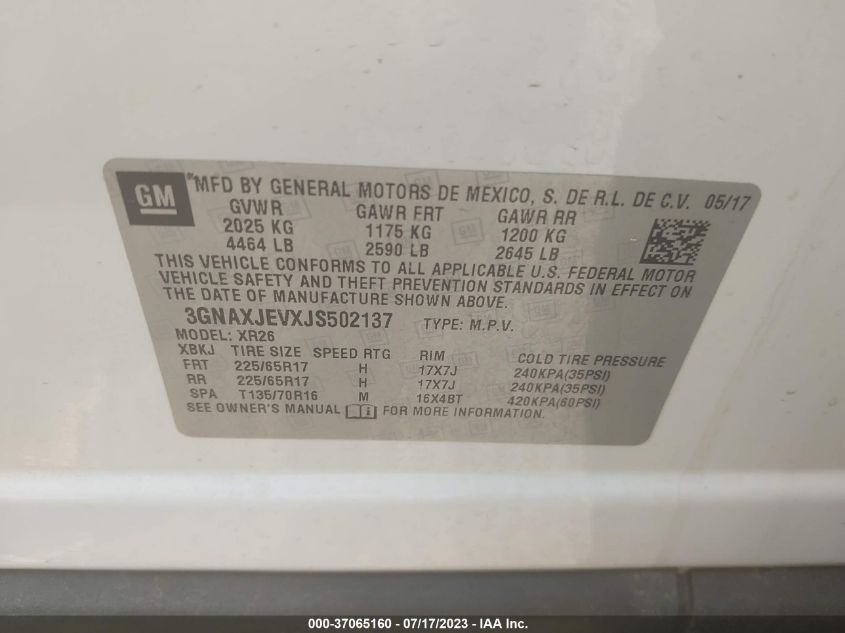 GM
"MFD BY GENERAL MOTORS DE MEXICO, S. DE R.L. DE C.V. 05/17
GVWR GAWR FRT GAWR RR
2025 KG 1175 KG 1200 KG
4464 LB 2590 LB 2645 LB
THIS VEHICLE CONFORMS TO ALL APPLICABLE U.S. FEDERAL MOTOR
VEHICLE SAFETY AND THEFT PREVENTION STANDARDS IN EFFECT ON
THE DATE OF MANUFACTURE SHOWN ABOVE.
3GNAXJEVXJS502137 TYPE: M.P.V.
MODEL: XR26
XBKJ TIRE SIZE SPEED RTG RIM COLD TIRE PRESSURE
FRT 225/65R17 H 17X7J 240KPA(35PSI)
RR 225/65R17 H 17X7J 240KPA(35PSI)
SPA T135/70R16 M 16X4BT 420KPA(60PSI)
SEE OWNER'S MANUAL FOR MORE INFORMATION.
000-37065160 - 07/17/2023 - IAA Inc.